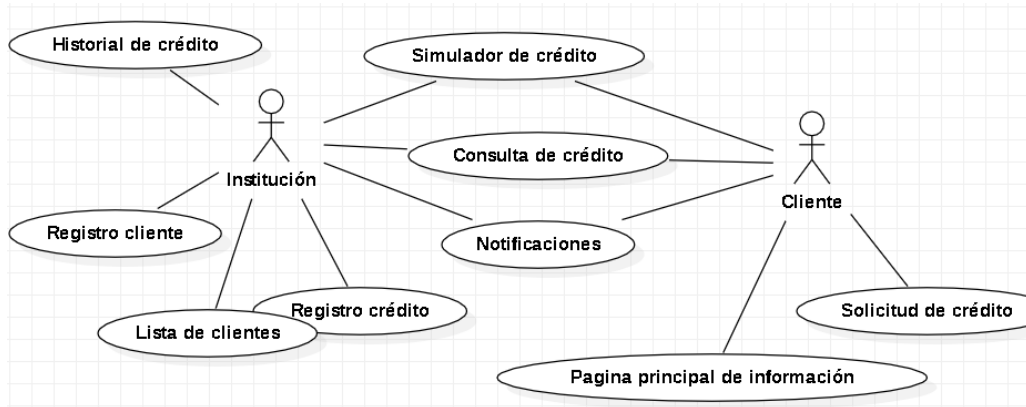 Historial de crédito
Simulador de crédito
Consulta de crédito
Institución
Cliente
Registro cliente
Notificaciones
Registro crédito
Solicitud de crédito
Lista de clientes
Pagina principal de información